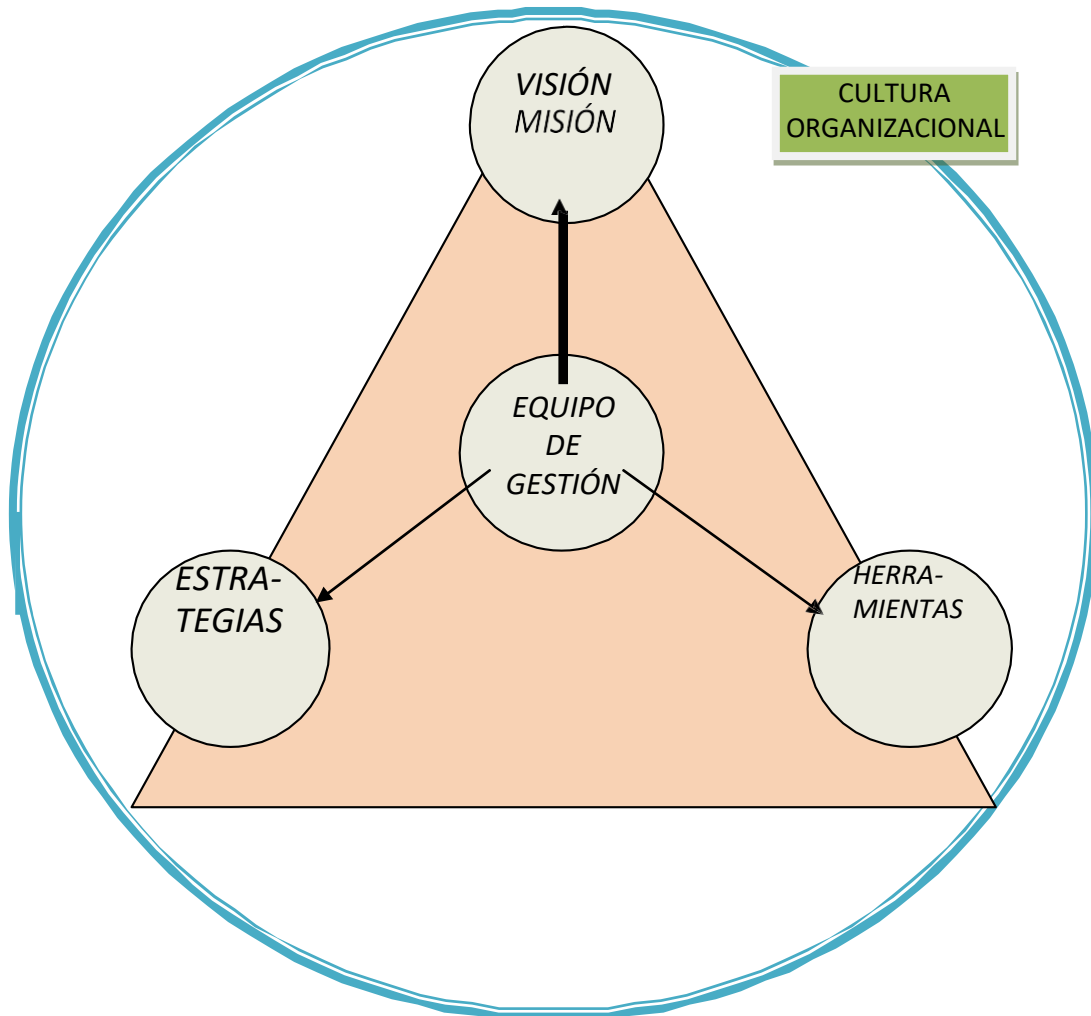 VISIÓN
MISIÓN
CULTURA
ORGANIZACIONAL
EQUIPO
DE
GESTIÓN
ESTRA-
TEGIAS
HERRA-
MIENTAS